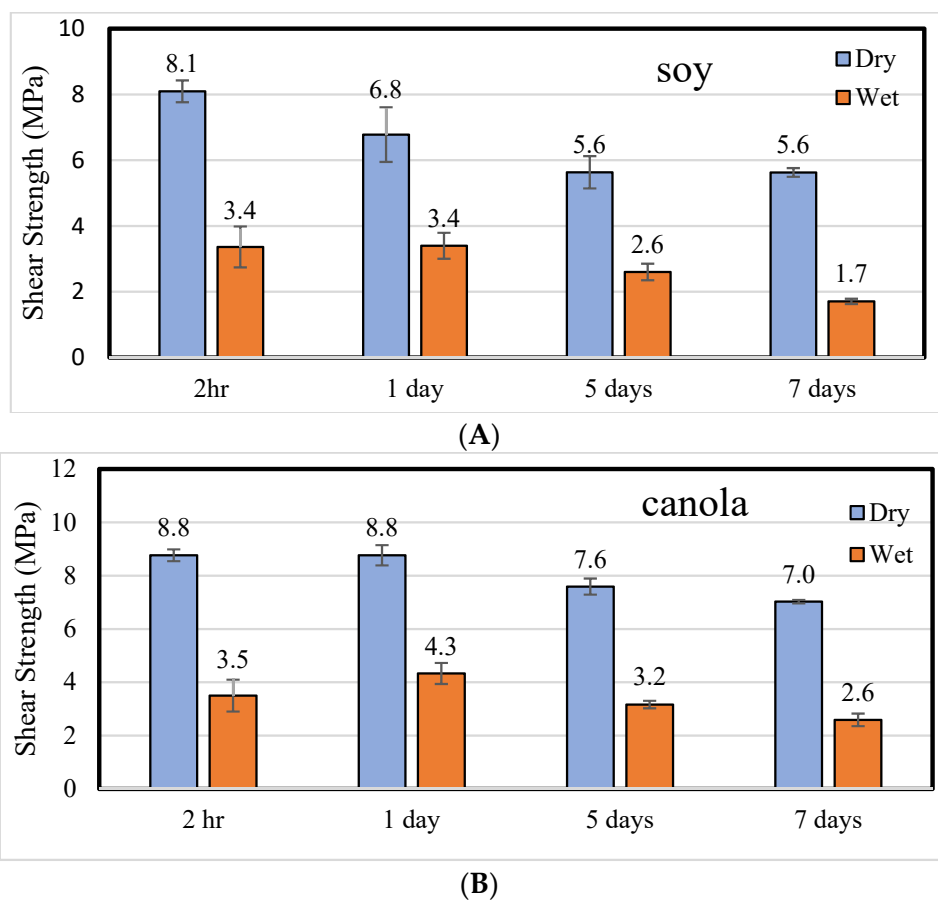 10
8
6
4
2
0
Shear Strength (MPa)
soy
Dry
Wet
8.1
3.4
6.8
3.4
5.6
2.6
5.6
1.7
2hr
1 day
5 days
7 days
(A)
12
10
8
6
4
2
0
Shear Strength (MPa)
canola
Dry
Wet
8.8
3.5
8.8
4.3
7.6
3.2
7.0
2.6
2 hr
1 day
5 days
7 days
(B)